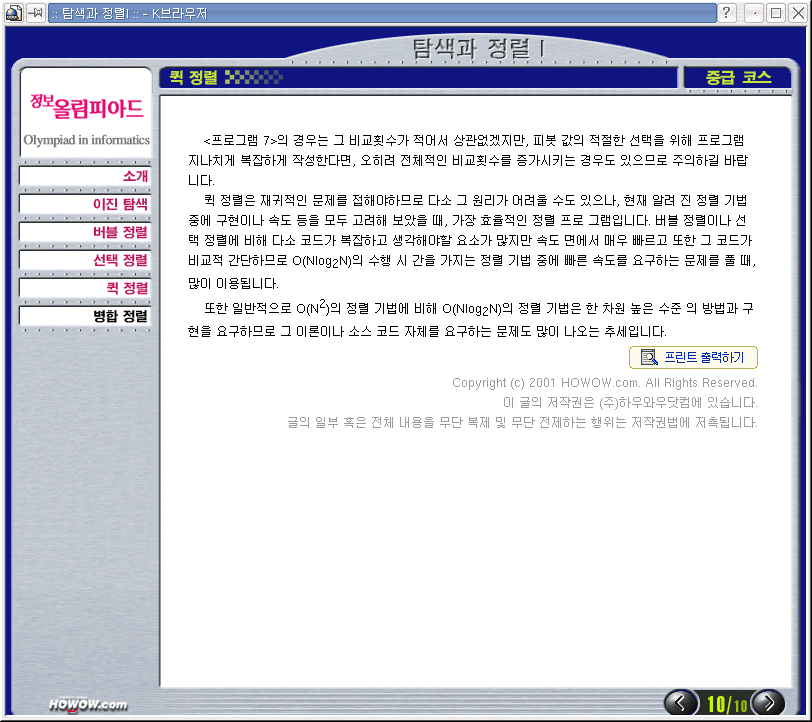 :: 탐색과 정렬I :: - K브라우저
탐색과 정렬 I
퀵 정렬
중급 코스
정보올림피아드
Olympiad in informatics
소개
이진 탐색
버블 정렬
선택 정렬
퀵 정렬
병합 정렬
<프로그램 7>의 경우는 그 비교횟수가 적어서 상관없겠지만, 피봇 값의 적절한 선택을 위해 프로그램
지나치게 복잡하게 작성한다면, 오히려 전체적인 비교횟수를 증가시키는 경우도 있으므로 주의하길 바랍
니다.
퀵 정렬은 재귀적인 문제를 접해야하므로 다소 그 원리가 어려울 수도 있으나, 현재 알려 진 정렬 기법
중에 구현이나 속도 등을 모두 고려해 보았을 때, 가장 효율적인 정렬 프로 그램입니다. 버블 정렬이나 선
택 정렬에 비해 다소 코드가 복잡하고 생각해야할 요소가 많지만 속도 면에서 매우 빠르고 또한 그 코드가
비교적 간단하므로 O(Nlog2N)의 수행 시 간을 가지는 정렬 기법 중에 빠른 속도를 요구하는 문제를 풀 때,
많이 이용됩니다.
또한 일반적으로 O(N2)의 정렬 기법에 비해 O(Nlog2N)의 정렬 기법은 한 차원 높은 수준 의 방법과 구
현을 요구하므로 그 이론이나 소스 코드 자체를 요구하는 문제도 많이 나오는 추세입니다.
프린트 출력하기
Copyright (c) 2001 HOWOW.com. All Rights Reserved.
이 글의 저작권은 (주)하우와우닷컴에 있습니다.
글의 일부 혹은 전체 내용을 무단 복제 및 무단 전제하는 행위는 저작권법에 저촉됩니다.
HOWOW.com
10/10